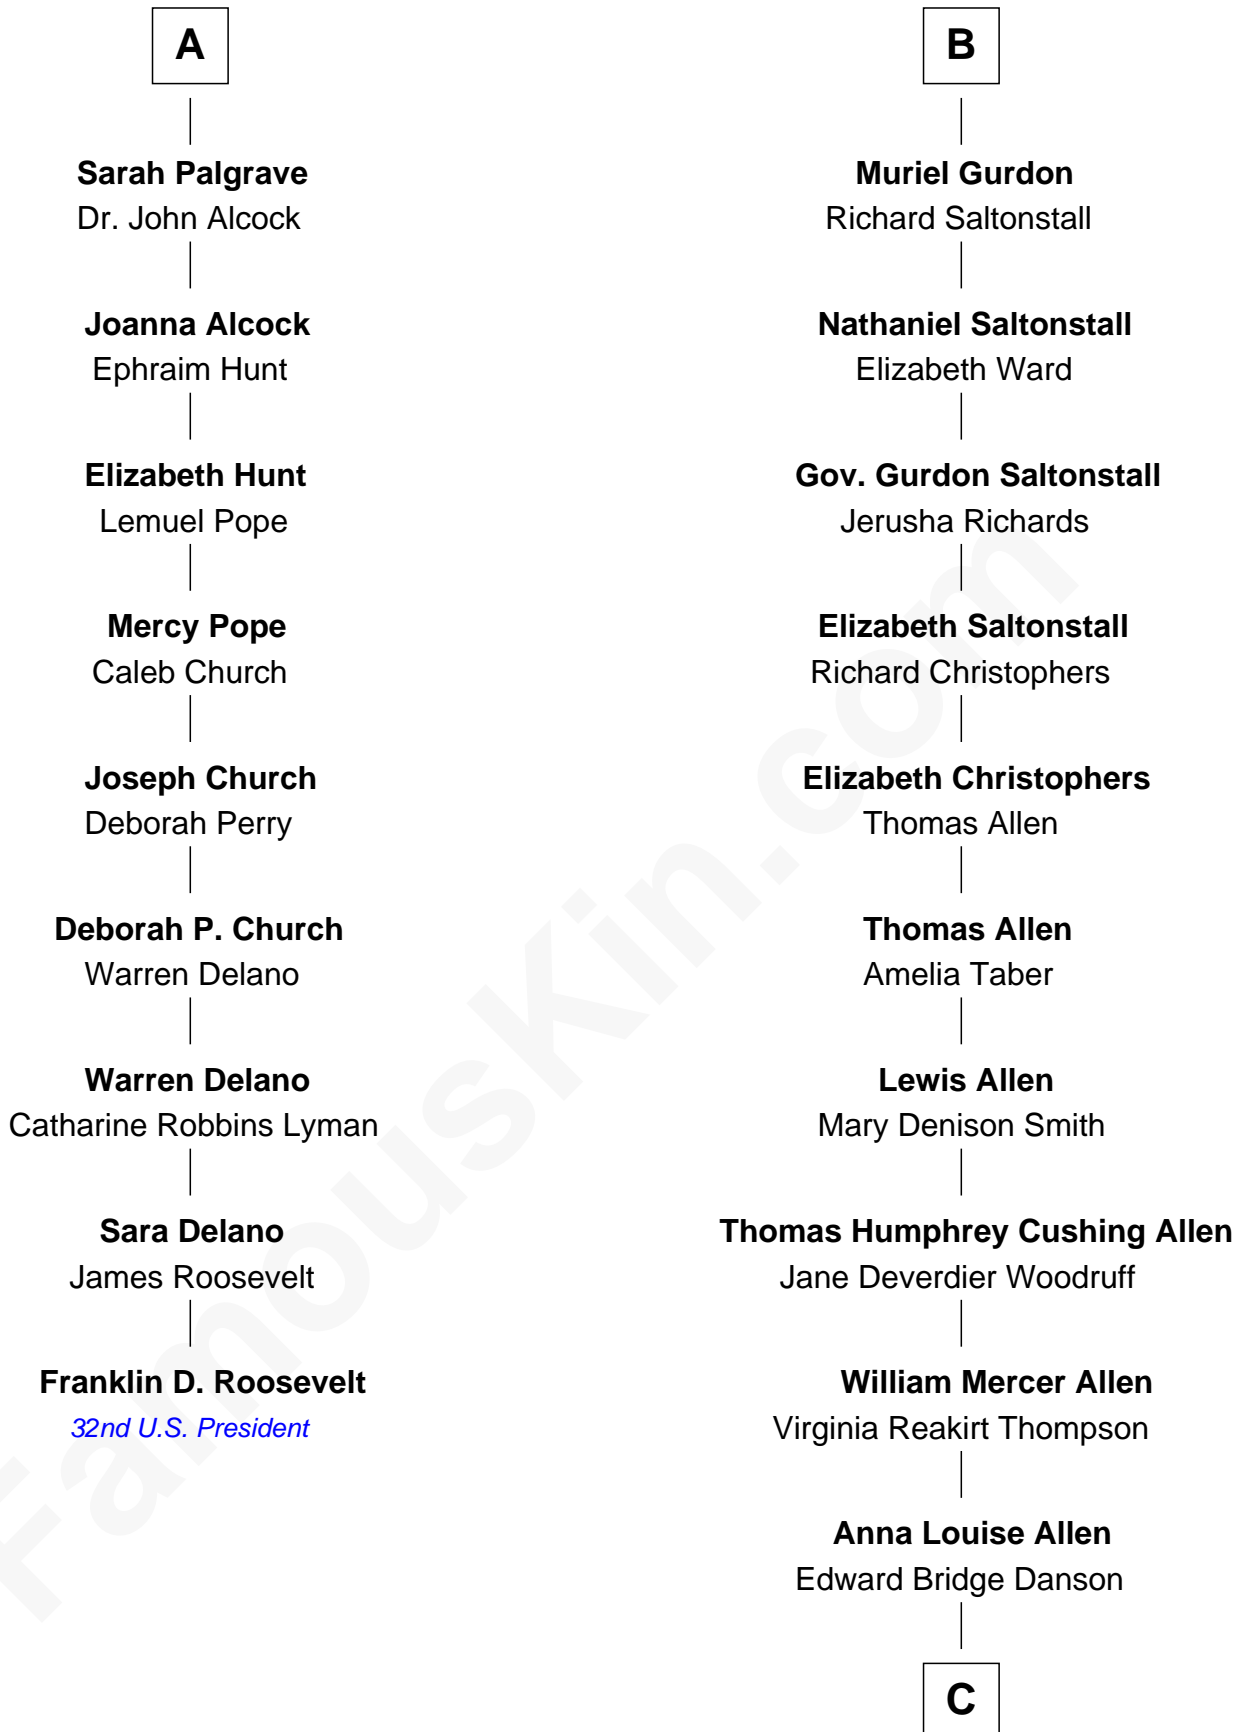 A
Sarah Palgrave
Dr. John Alcock
Joanna Alcock
Ephraim Hunt
Elizabeth Hunt
Lemuel Pope
Mercy Pope
Caleb Church
Joseph Church
Deborah Perry
Deborah P. Church
Warren Delano
Warren Delano
Catharine Robbins Lyman
Sara Delano
James Roosevelt
Franklin D. Roosevelt
32nd U.S. President
B
Muriel Gurdon
Richard Saltonstall
Nathaniel Saltonstall
Elizabeth Ward
Gov. Gurdon Saltonstall
Jerusha Richards
Elizabeth Saltonstall
Richard Christophers
Elizabeth Christophers
Thomas Allen
Thomas Allen
Amelia Taber
Lewis Allen
Mary Denison Smith
Thomas Humphrey Cushing Allen
Jane Deverdier Woodruff
William Mercer Allen
Virginia Reakirt Thompson
Anna Louise Allen
Edward Bridge Danson
C
FamousKin.com